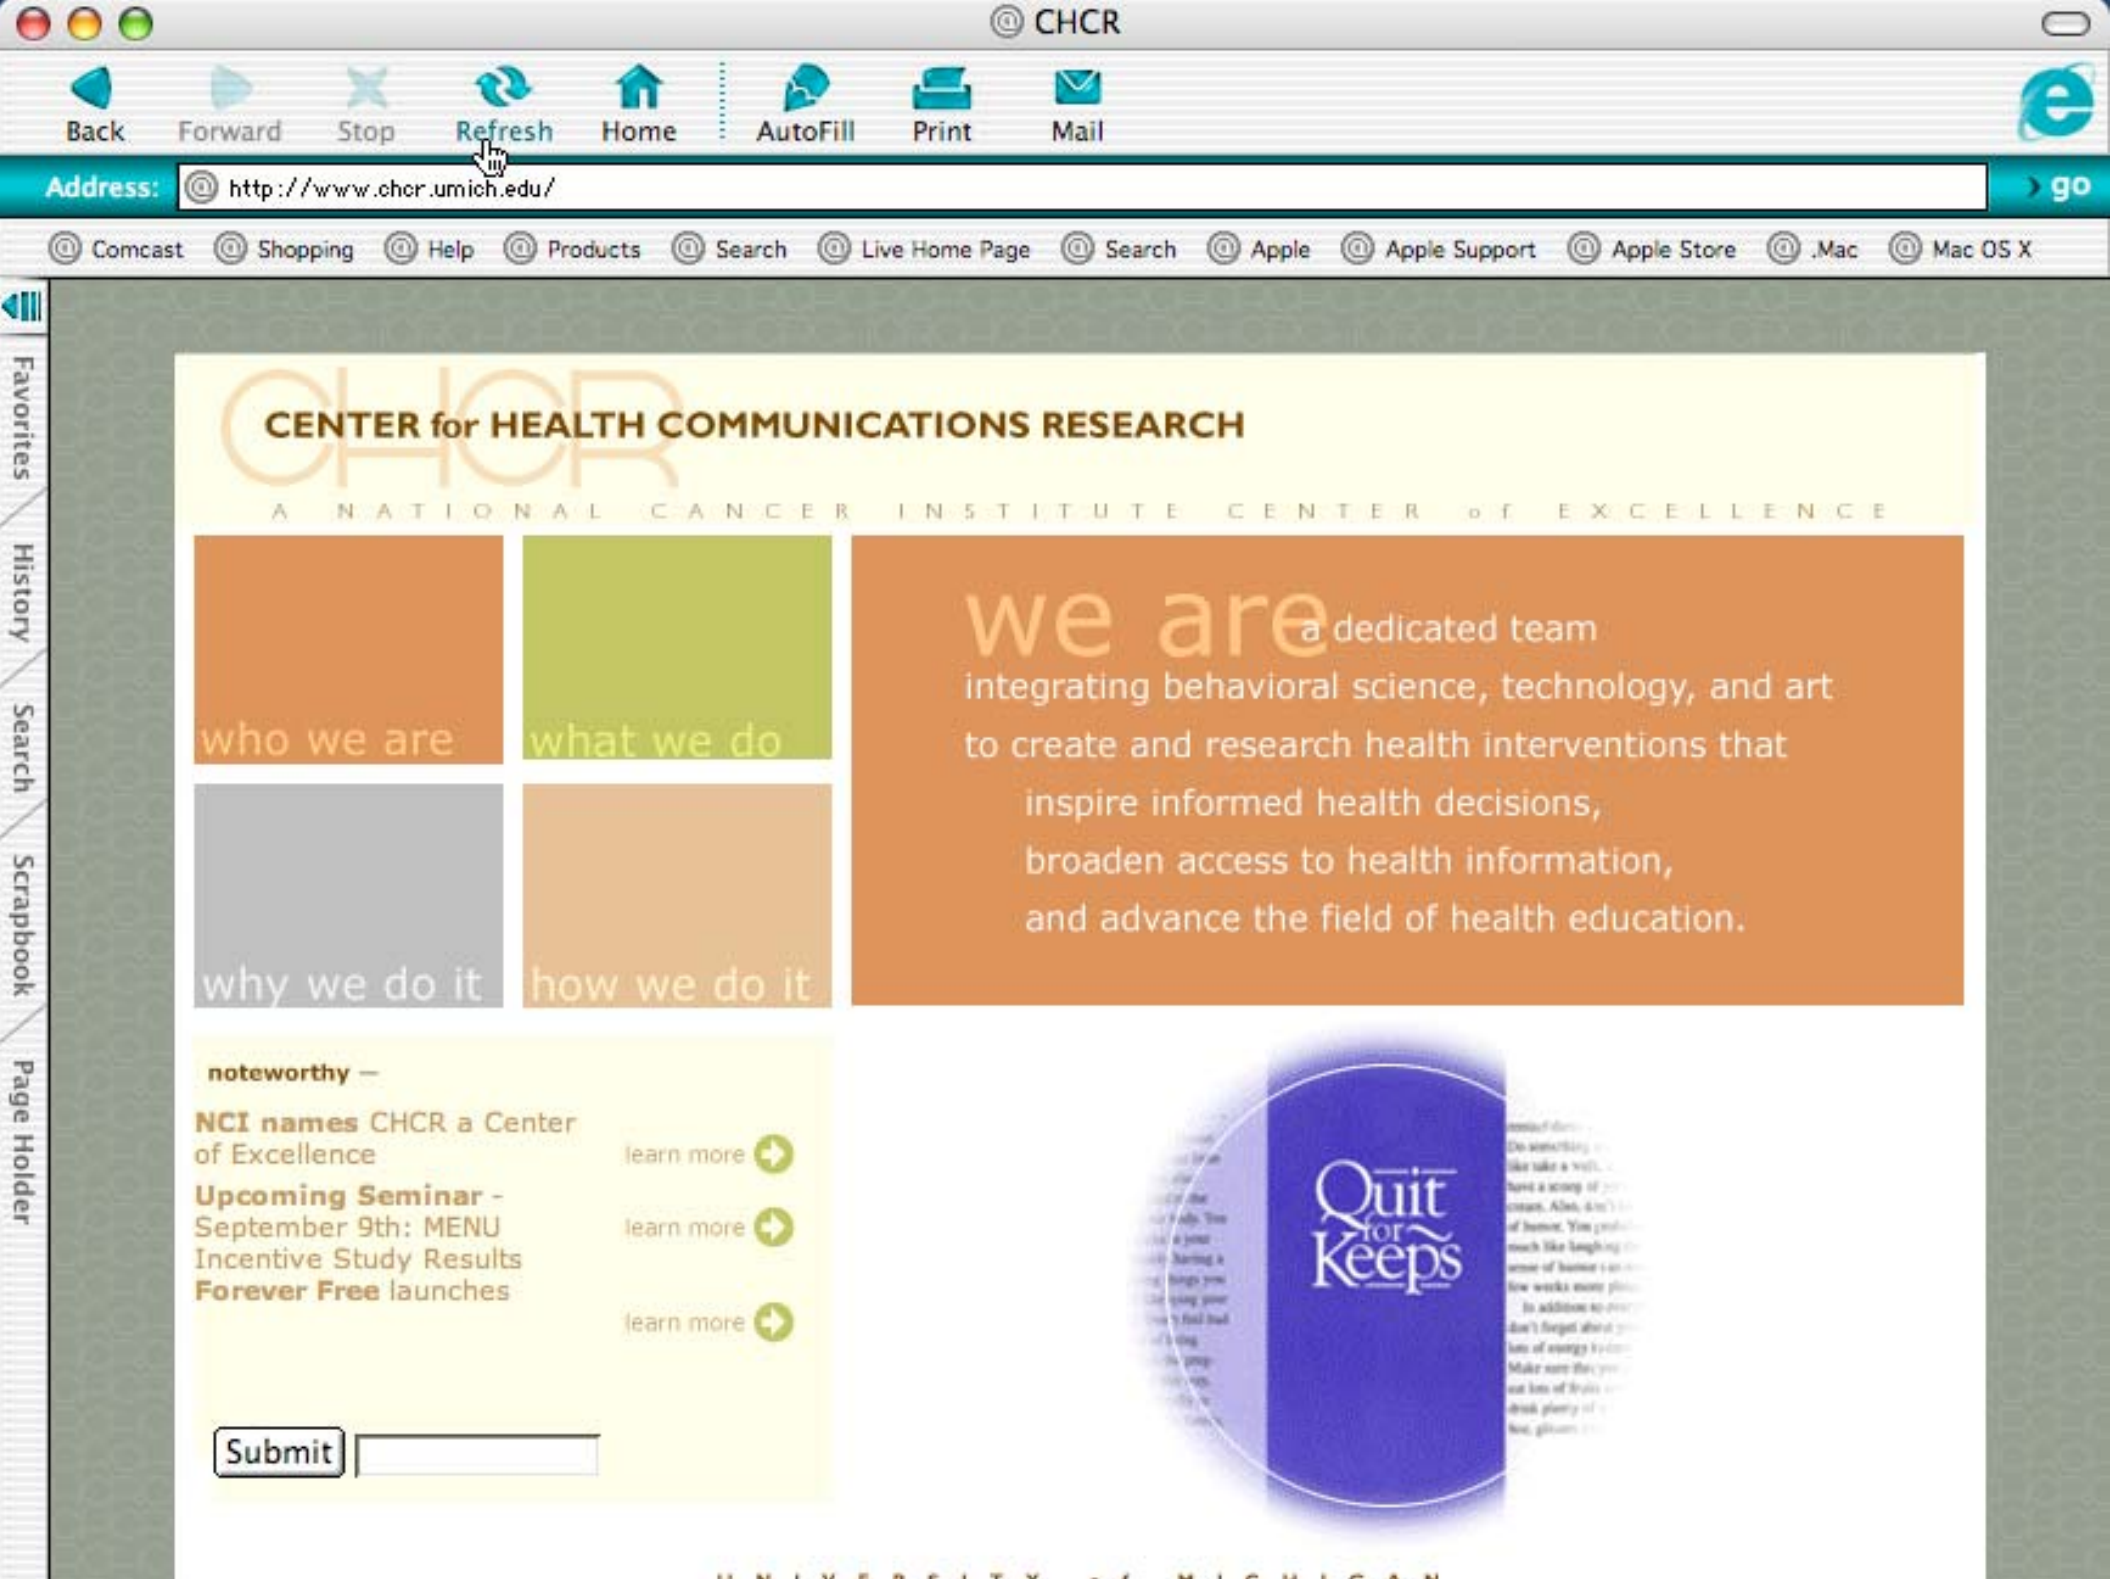 CHCR
Back Forward Stop Refresh Home AutoFill Print Mail
Address: http://www.chcr.umich.edu/ go
Comcast Shopping Help Products Search Live Home Page Search Apple Apple Support Apple Store .Mac Mac OS X
Favorites
History
Search
Scrapbook
Page Holder
CHCR
CENTER for HEALTH COMMUNICATIONS RESEARCH
A NATIONAL CANCER INSTITUTE CENTER of EXCELLENCE
who we are
what we do
why we do it
how we do it
we are a dedicated team
integrating behavioral science, technology, and art
to create and research health interventions that
inspire informed health decisions,
broaden access to health information,
and advance the field of health education.
noteworthy —
NCI names CHCR a Center
of Excellence
learn more
Upcoming Seminar -
September 9th: MENU
Incentive Study Results
learn more
Forever Free launches
learn more
Submit
Quit
for
Keeps
UNIVERSITY of MICHIGAN